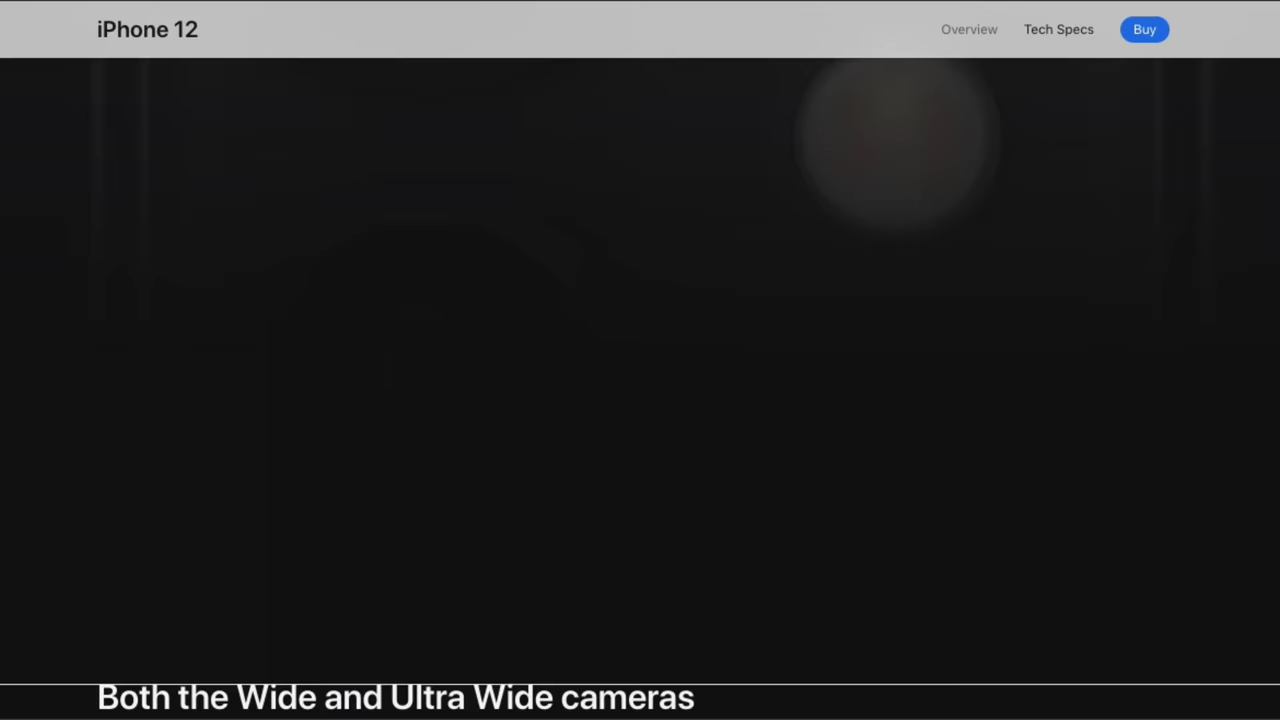 iPhone 12
Overview
Tech Specs
Buy
Both the Wide and Ultra Wide cameras